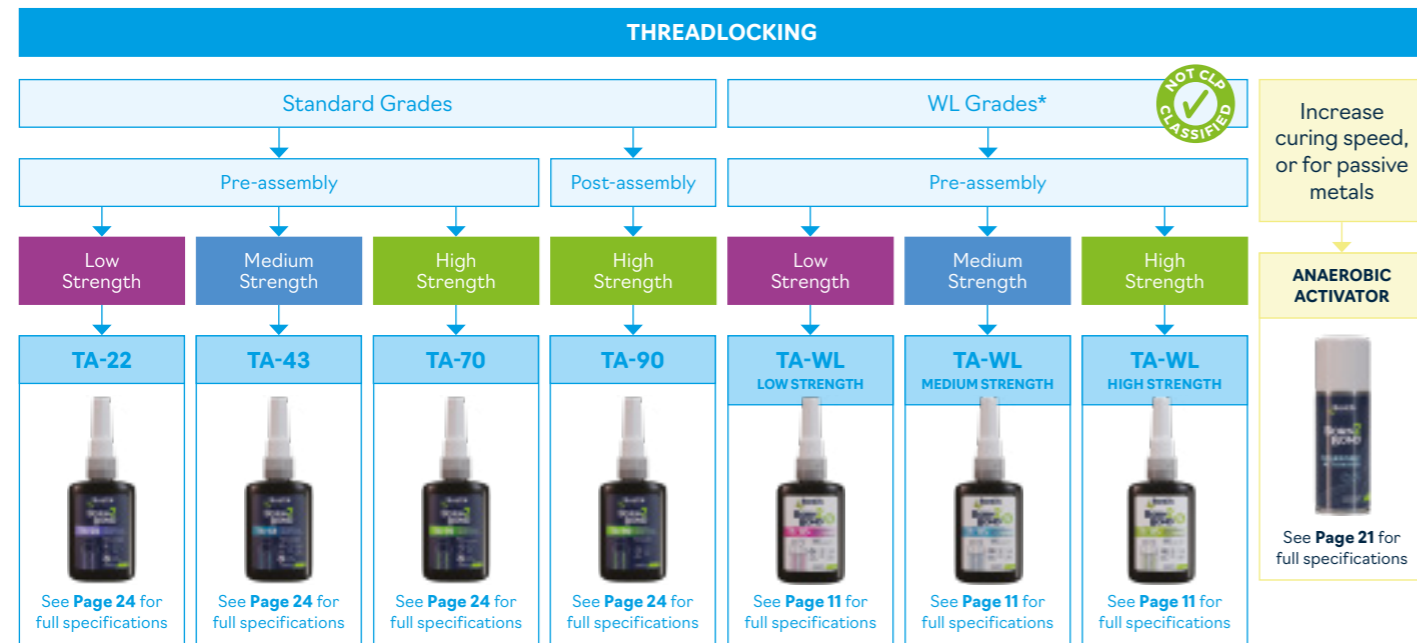 THREADLOCKING
Standard Grades
WL Grades*
NOT CLP
CLASSIFIED
Increase
curing speed,
or for passive
metals
Pre-assembly
Post-assembly
Pre-assembly
Low
Strength
Medium
Strength
High
Strength
High
Strength
Low
Strength
Medium
Strength
High
Strength
ANAEROBIC
ACTIVATOR
TA-22
TA-43
TA-70
TA-90
TA-WL
LOW STRENGTH
TA-WL
MEDIUM STRENGTH
TA-WL
HIGH STRENGTH
See Page 24 for
full specifications
See Page 24 for
full specifications
See Page 24 for
full specifications
See Page 24 for
full specifications
See Page 11 for
full specifications
See Page 11 for
full specifications
See Page 11 for
full specifications
See Page 21 for
full specifications